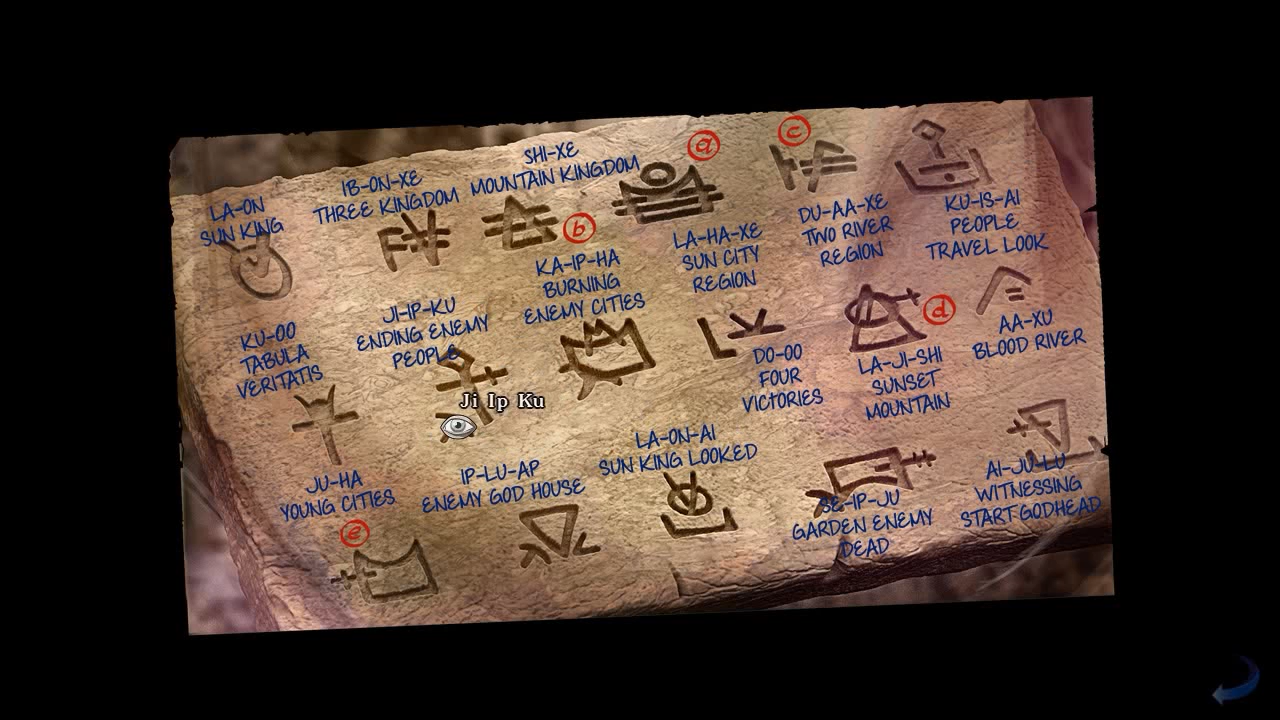 LA-ON
SUN KING
IB-ON-XE
THREE KINGDOM
SHI-XE
MOUNTAIN KINGDOM
a
c
b
KA-IP-HA
BURNING
ENEMY CITIES
LA-HA-XE
SUN CITY
REGION
DU-AA-XE
TWO RIVER
REGION
KU-IS-AI
PEOPLE
TRAVEL LOOK
KU-OO
TABULA
VERITATIS
JI-IP-KU
ENDING ENEMY
PEOPLE
Ji Ip Ku
DO-OO
FOUR
VICTORIES
d
LA-JI-SHI
SUNSET
MOUNTAIN
AA-XU
BLOOD RIVER
JU-HA
YOUNG CITIES
e
IP-LU-AP
ENEMY GOD HOUSE
LA-ON-AI
SUN KING LOOKED
SE-IP-JU
GARDEN ENEMY
DEAD
AI-JU-LU
WITNESSING
START GODHEAD